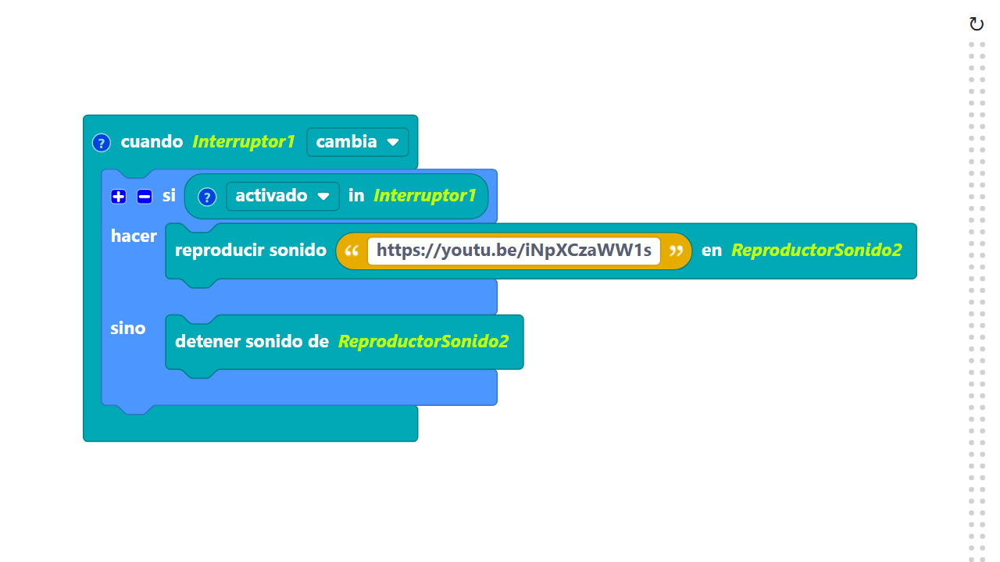 cuando Interruptor1 cambia
si activado in Interruptor1
hacer reproducir sonido “ https://youtu.be/iNpXCzaWW1s ” en ReproductorSonido2
sino detener sonido de ReproductorSonido2